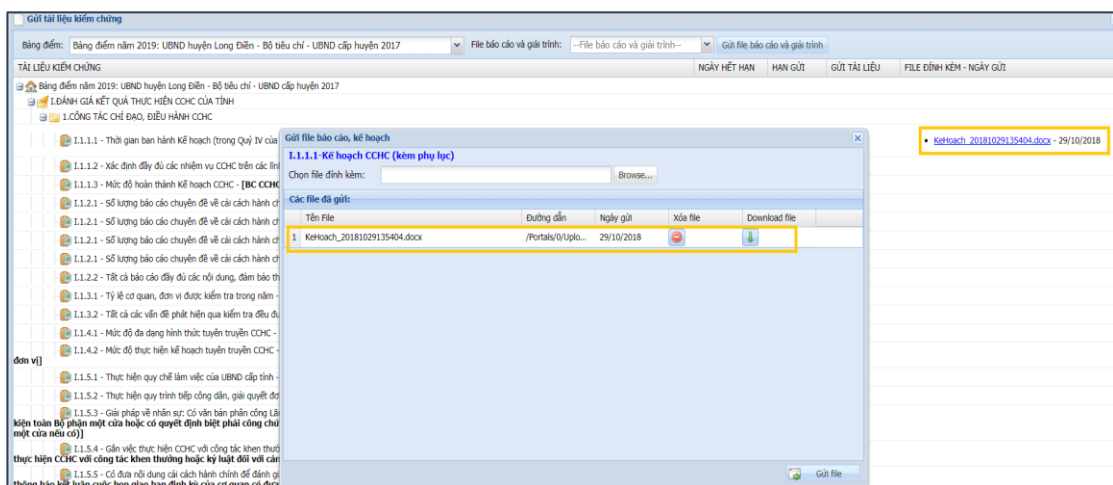 Gửi tài liệu kiểm chứng
Bảng điểm: Bảng điểm năm 2019: UBND huyện Long Điền - Bộ tiêu chí - UBND cấp huyện 2017 File báo cáo và giải trình: --File báo cáo và giải trình-- Gửi file báo cáo và giải trình
TÀI LIỆU KIỂM CHỨNG NGÀY HẾT HẠN HẠN GỬI GỬI TÀI LIỆU FILE ĐÍNH KÈM - NGÀY GỬI
Bảng điểm năm 2019: UBND huyện Long Điền - Bộ tiêu chí - UBND cấp huyện 2017
I.ĐÁNH GIÁ KẾT QUẢ THỰC HIỆN CCHC CỦA TỈNH
1.CÔNG TÁC CHỈ ĐẠO, ĐIỀU HÀNH CCHC
I.1.1.1 - Thời gian ban hành Kế hoạch (trong Quý IV của
KeHoach_20181029135404.docx - 29/10/2018
I.1.1.2 - Xác định đầy đủ các nhiệm vụ CCHC trên các lĩn
I.1.1.3 - Mức độ hoàn thành Kế hoạch CCHC - [BC CCHC
I.1.2.1 - Số lượng báo cáo chuyên đề về cải cách hành ch
I.1.2.1 - Số lượng báo cáo chuyên đề về cải cách hành ch
I.1.2.1 - Số lượng báo cáo chuyên đề về cải cách hành ch
I.1.2.1 - Số lượng báo cáo chuyên đề về cải cách hành ch
I.1.2.2 - Tất cả báo cáo đầy đủ các nội dung, đảm bảo th
I.1.3.1 - Tỷ lệ cơ quan, đơn vị được kiểm tra trong năm -
I.1.3.2 - Tất cả các vấn đề phát hiện qua kiểm tra đều đư
I.1.4.1 - Mức độ đa dạng hình thức tuyên truyền CCHC -
I.1.4.2 - Mức độ thực hiện kế hoạch tuyên truyền CCHC -
đơn vị]
I.1.5.1 - Thực hiện quy chế làm việc của UBND cấp tỉnh -
I.1.5.2 - Thực hiện quy trình tiếp công dân, giải quyết đơ
I.1.5.3 - Giải pháp về nhân sự: Có văn bản phân công Lã
kiện toàn Bộ phận một cửa hoặc có quyết định biệt phái công chứ
một cửa nếu có)]
I.1.5.4 - Gắn việc thực hiện CCHC với công tác khen thưở
thực hiện CCHC với công tác khen thưởng hoặc kỷ luật đối với cán
I.1.5.5 - Có đưa nội dung cải cách hành chính để đánh gi
thông báo kết luận cuộc họp giao ban định kỳ của cơ quan có đưa
Gửi file báo cáo, kế hoạch
I.1.1.1-Kế hoạch CCHC (kèm phụ lục)
Chọn file đính kèm: Browse...
Các file đã gửi:
Tên File Đường dẫn Ngày gửi Xóa file Download file
1 KeHoach_20181029135404.docx /Portals/0/Uplo... 29/10/2018
Gửi file